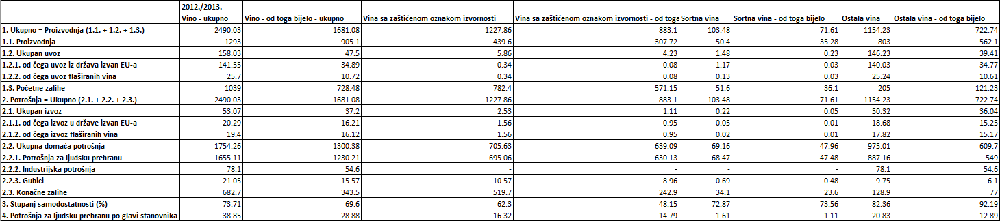 2012./2013.
Vino - ukupno Vino - od toga bijelo - ukupno Vina sa zaštićenom oznakom izvornosti Vina sa zaštićenom oznakom izvornosti - od toga Sortna vina Sortna vina - od toga bijelo Ostala vina Ostala vina - od toga bijelo
1. Ukupno = Proizvodnja (1.1. + 1.2. + 1.3.) 2490.03 1681.08 1227.86 883.1 103.48 71.61 1154.23 722.74
1.1. Proizvodnja 1293 905.1 439.6 307.72 50.4 35.28 803 562.1
1.2. Ukupan uvoz 158.03 47.5 5.86 4.23 1.48 0.23 146.23 39.41
1.2.1. od čega uvoz iz država izvan EU-a 141.55 34.89 0.34 0.08 1.17 0.03 140.03 34.77
1.2.2. od čega uvoz flaširanih vina 25.7 10.72 0.34 0.08 0.13 0.03 25.24 10.61
1.3. Početne zalihe 1039 728.48 782.4 571.15 51.6 36.1 205 121.23
2. Potrošnja = Ukupno (2.1. + 2.2. + 2.3.) 2490.03 1681.08 1227.86 883.1 103.48 71.61 1154.23 722.74
2.1. Ukupan izvoz 53.07 37.2 2.53 1.11 0.22 0.05 50.32 36.04
2.1.1. od čega izvoz u države izvan EU-a 20.29 16.21 1.56 0.95 0.05 0.01 18.68 15.25
2.1.2. od čega izvoz flaširanih vina 19.4 16.12 1.56 0.95 0.02 0.01 17.82 15.17
2.2. Ukupna domaća potrošnja 1754.26 1300.38 705.63 639.09 69.16 47.96 975.01 609.7
2.2.1. Potrošnja za ljudsku prehranu 1655.11 1230.21 695.06 630.13 68.47 47.48 887.16 549
2.2.2. Industrijska potrošnja 78.1 54.6 - - - - 78.1 54.6
2.2.3. Gubici 21.05 15.57 10.57 8.96 0.69 0.48 9.75 6.1
2.3. Konačne zalihe 682.7 343.5 519.7 242.9 34.1 23.6 128.9 77
3. Stupanj samodostatnosti (%) 73.71 69.6 62.3 48.15 72.87 73.56 82.36 92.19
4. Potrošnja za ljudsku prehranu po glavi stanovnika 38.85 28.88 16.32 14.79 1.61 1.11 20.83 12.89